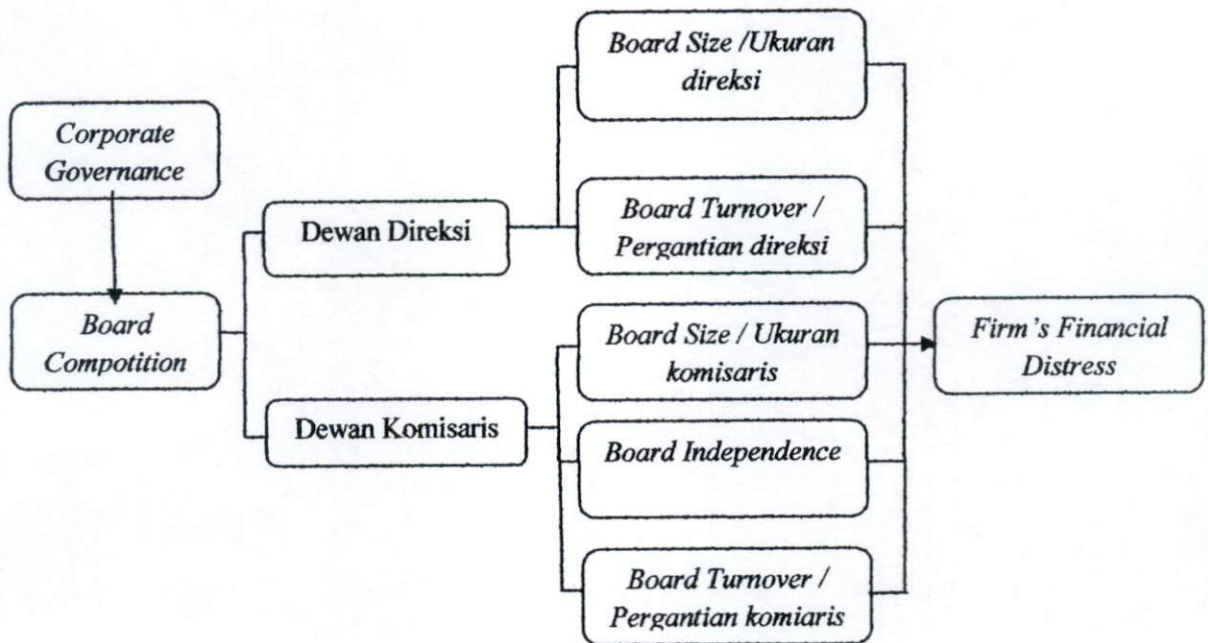 Board Size /Ukuran
direksi
Corporate
Governance
Dewan Direksi
Board Turnover /
Pergantian direksi
Board
Compotition
Board Size / Ukuran
komisaris
Firm's Financial
Distress
Dewan Komisaris
Board Independence
Board Turnover /
Pergantian komiaris